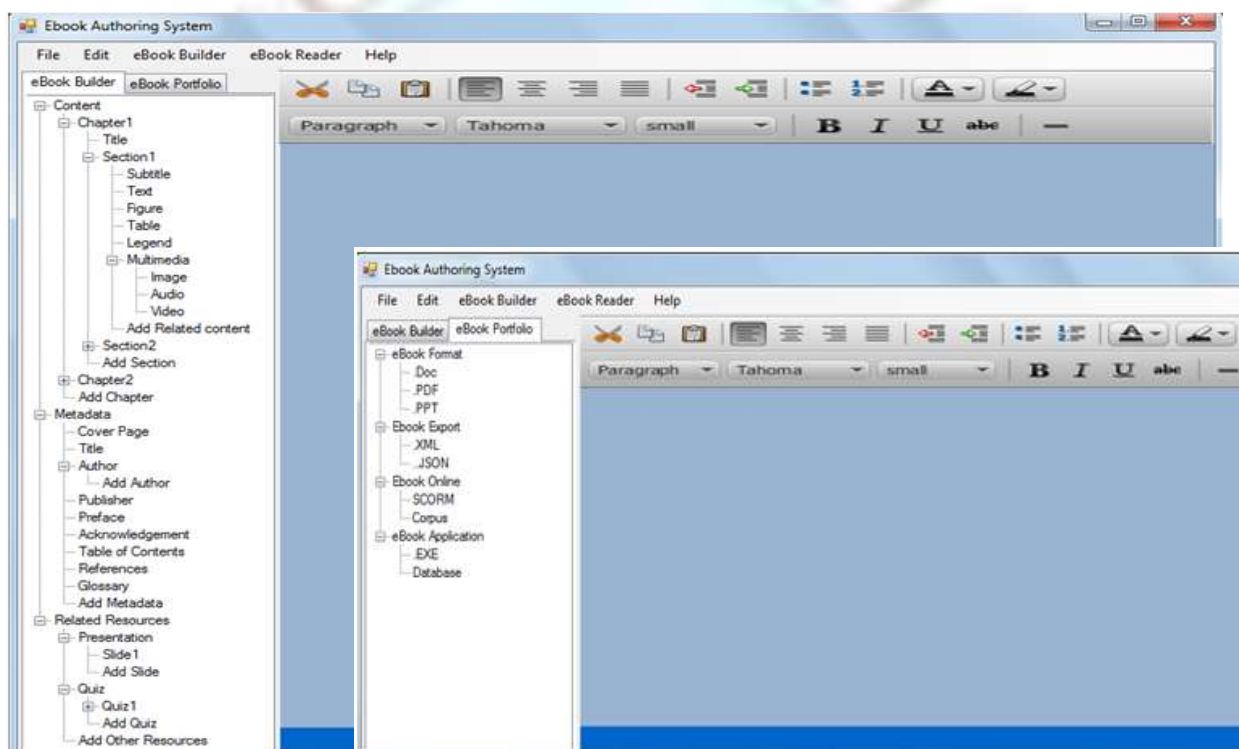 Ebook Authoring System
File Edit eBook Builder eBook Reader Help
eBook Builder eBook Portfolio
Content
Chapter1
Title
Section1
Subtitle
Text
Figure
Table
Legend
Multimedia
Image
Audio
Video
Add Related content
Section2
Add Section
Chapter2
Add Chapter
Metadata
Cover Page
Title
Author
Add Author
Publisher
Preface
Acknowledgement
Table of Contents
References
Glossary
Add Metadata
Related Resources
Presentation
Slide1
Add Slide
Quiz
Quiz1
Add Quiz
Add Other Resources
A
Paragraph Tahoma small B I U abc
Ebook Authoring System
File Edit eBook Builder eBook Reader Help
eBook Builder eBook Portfolio
eBook Format
.Doc
.PDF
.PPT
Ebook Export
.XML
.JSON
Ebook Online
SCORM
Corpus
eBook Application
.EXE
Database
A
Paragraph Tahoma small B I U abc